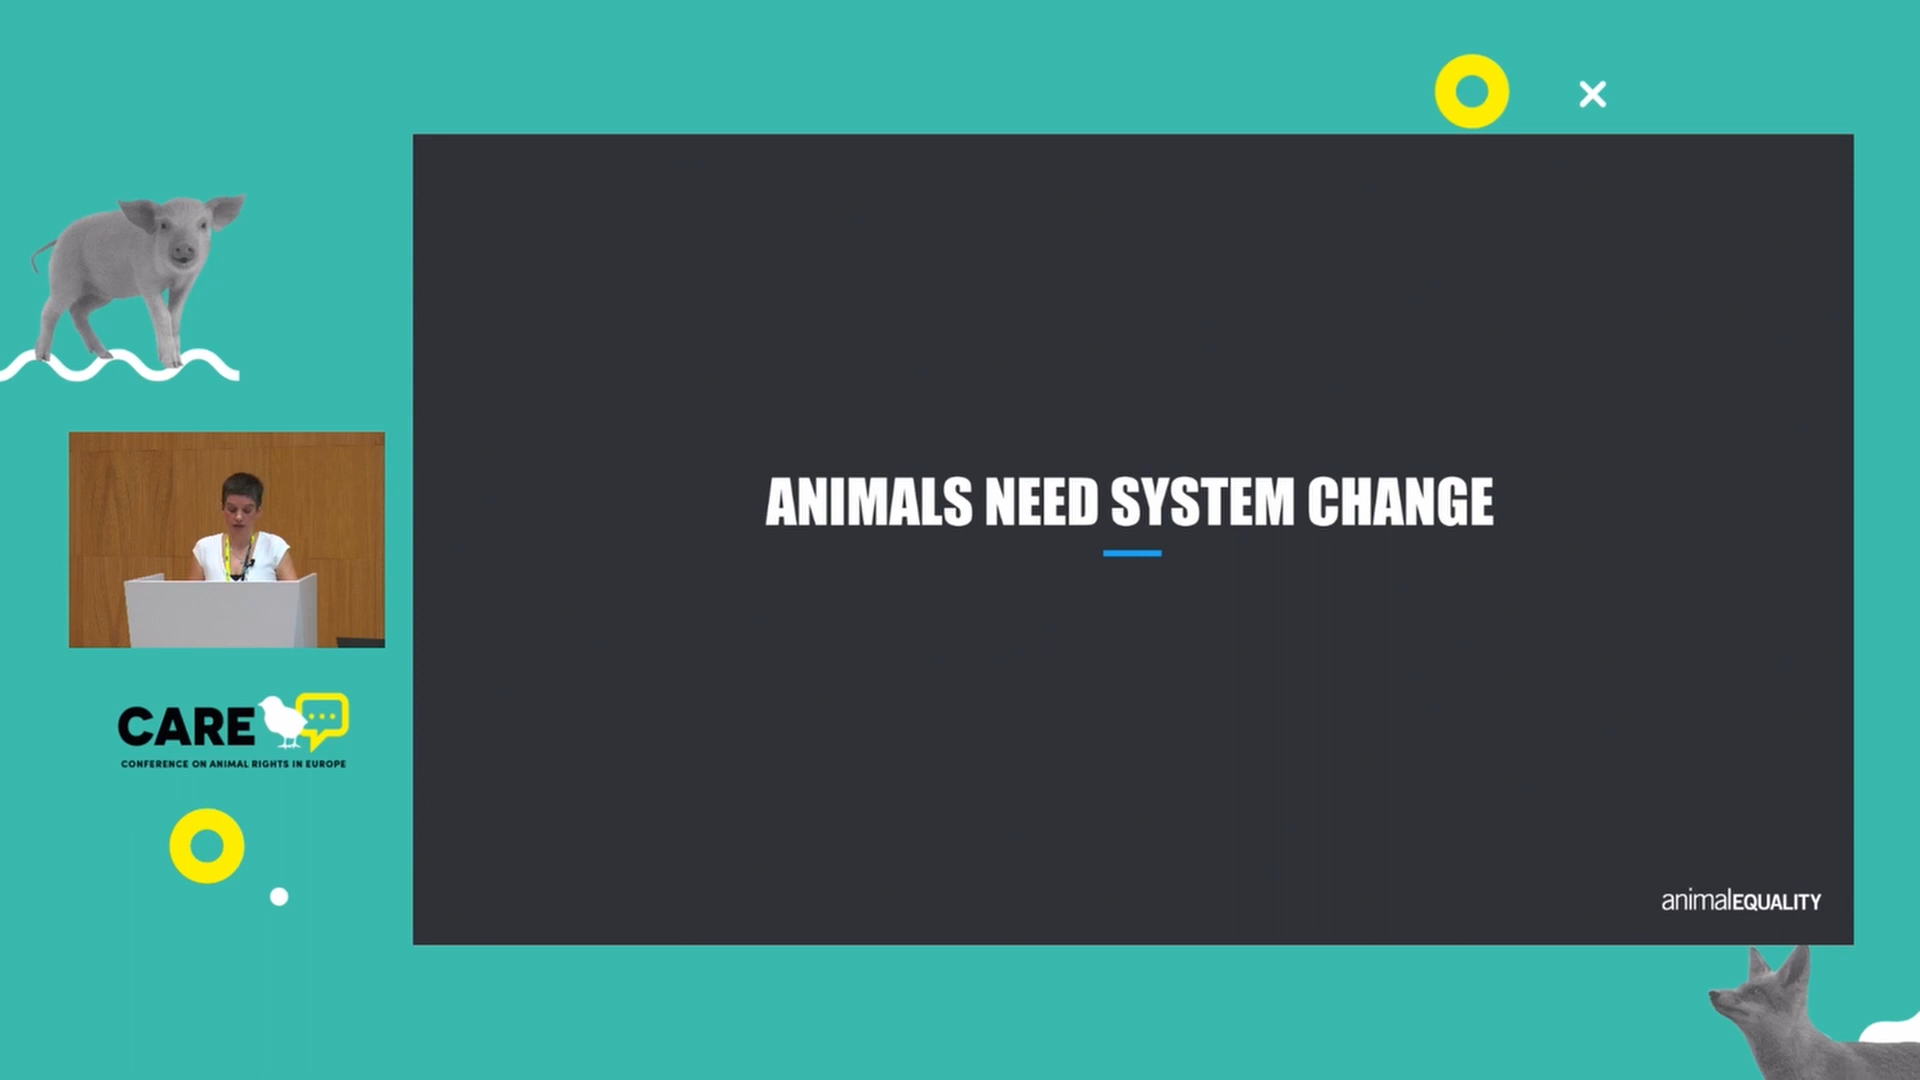 ANIMALS NEED SYSTEM CHANGE
CARE
CONFERENCE ON ANIMAL RIGHTS IN EUROPE
animalEQUALITY